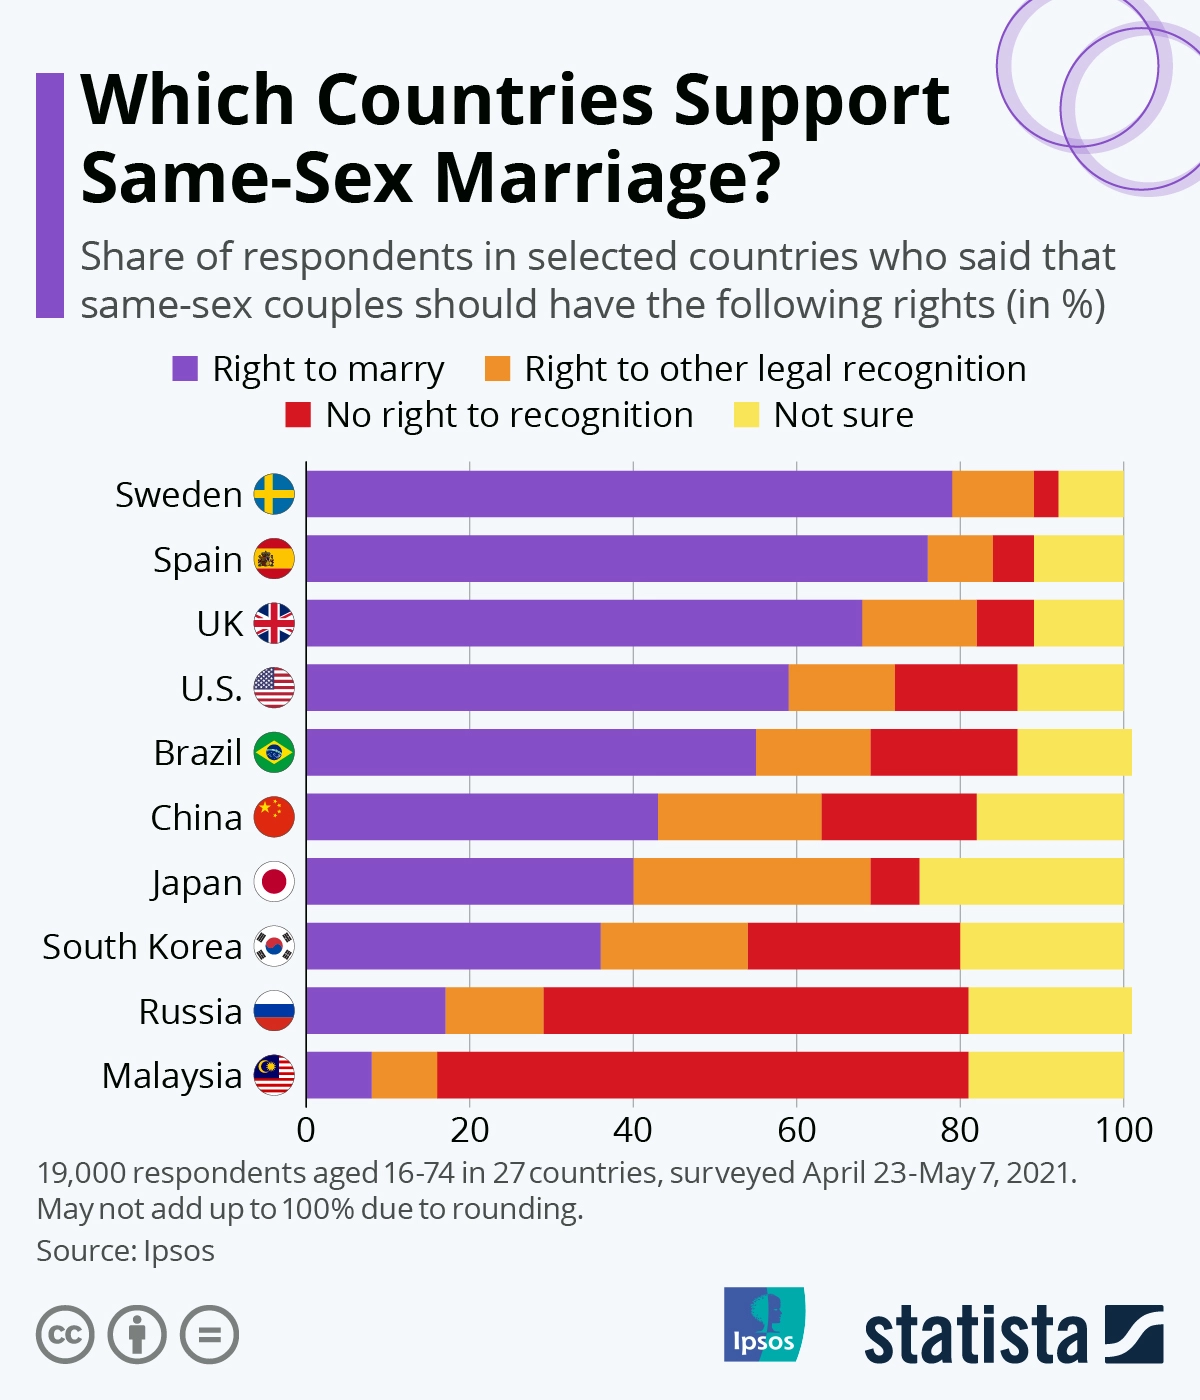 Which Countries Support
Same-Sex Marriage?
Share of respondents in selected countries who said that
same-sex couples should have the following rights (in %)
Right to marry Right to other legal recognition
No right to recognition Not sure
Sweden
Spain
UK
U.S.
Brazil
China
Japan
South Korea
Russia
Malaysia
0 20 40 60 80 100
19,000 respondents aged 16-74 in 27 countries, surveyed April 23-May 7, 2021.
May not add up to 100% due to rounding.
Source: Ipsos
cc
Ipsos
statista